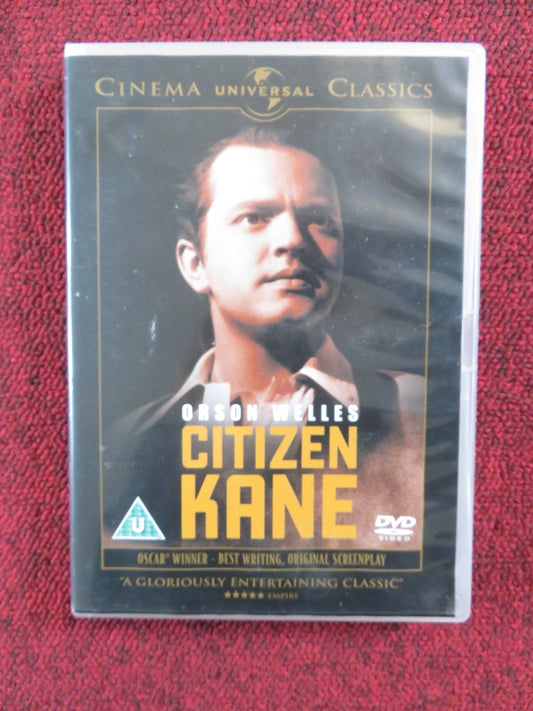 CINEMA UNIVERSAL CLASSICS
ORSON WELLES
CITIZEN
KANE
U
DVD
VIDEO
OSCAR® WINNER - BEST WRITING, ORIGINAL SCREENPLAY
"A GLORIOUSLY ENTERTAINING CLASSIC"
★★★★★ EMPIRE